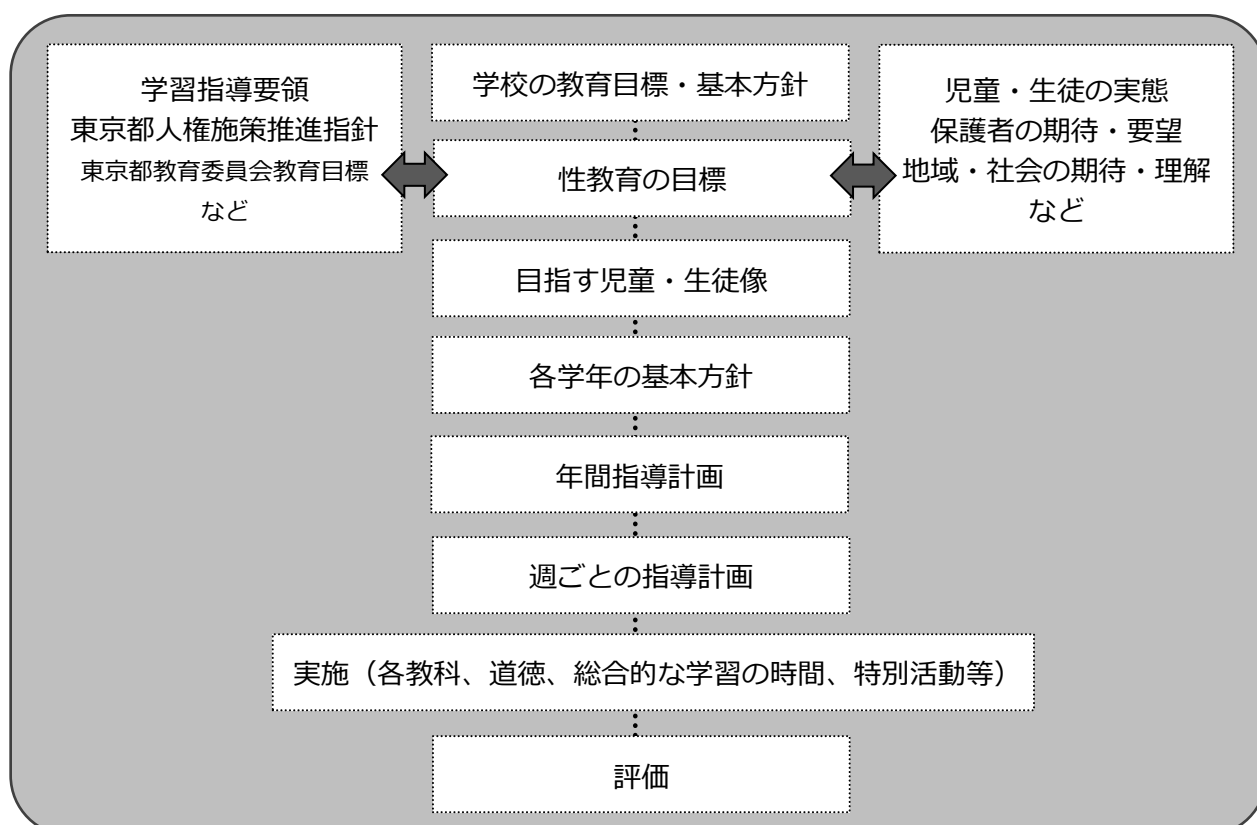 学習指導要領
東京都人権施策推進指針
東京都教育委員会教育目標
など
学校の教育目標・基本方針
性教育の目標
児童・生徒の実態
保護者の期待・要望
地域・社会の期待・理解
など
目指す児童・生徒像
各学年の基本方針
年間指導計画
週ごとの指導計画
実施（各教科、道徳、総合的な学習の時間、特別活動等）
評価